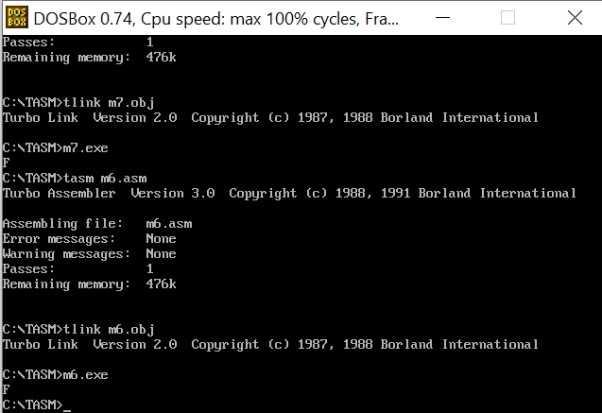 DOS BOX
DOSBox 0.74, Cpu speed: max 100% cycles, Fra...
Passes: 1
Remaining memory: 476k
C:\TASM>tlink m7.obj
Turbo Link Version 2.0 Copyright (c) 1987, 1988 Borland International
C:\TASM>m7.exe
F
C:\TASM>tasm m6.asm
Turbo Assembler Version 3.0 Copyright (c) 1988, 1991 Borland International
Assembling file: m6.asm
Error messages: None
Warning messages: None
Passes: 1
Remaining memory: 476k
C:\TASM>tlink m6.obj
Turbo Link Version 2.0 Copyright (c) 1987, 1988 Borland International
C:\TASM>m6.exe
F
C:\TASM>_